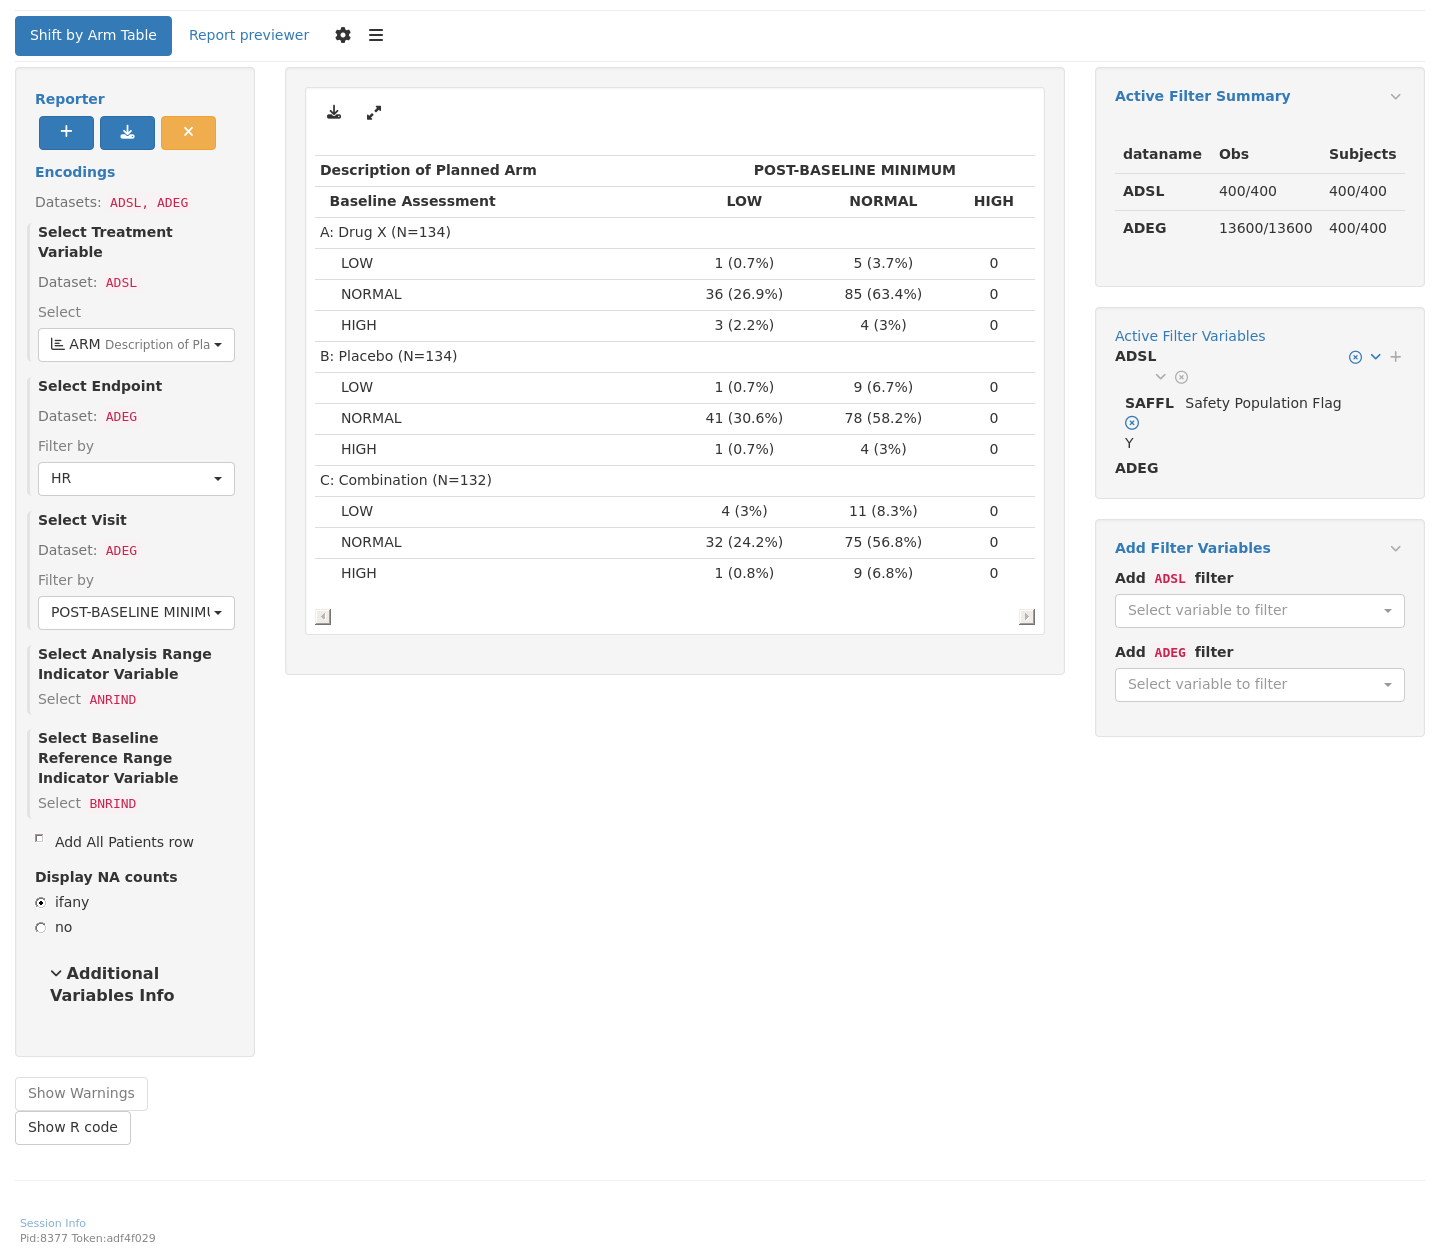 Shift by Arm Table Report previewer
Reporter
Encodings
Datasets: ADSL, ADEG
Select Treatment
Variable
Dataset: ADSL
Select
ARM Description of Pla
Select Endpoint
Dataset: ADEG
Filter by
HR
Select Visit
Dataset: ADEG
Filter by
POST-BASELINE MINIMU
Select Analysis Range
Indicator Variable
Select ANRIND
Select Baseline
Reference Range
Indicator Variable
Select BNRIND
Add All Patients row
Display NA counts
ifany
no
Additional
Variables Info
Show Warnings
Show R code
Description of Planned Arm POST-BASELINE MINIMUM
Baseline Assessment LOW NORMAL HIGH
A: Drug X (N=134)
LOW 1 (0.7%) 5 (3.7%) 0
NORMAL 36 (26.9%) 85 (63.4%) 0
HIGH 3 (2.2%) 4 (3%) 0
B: Placebo (N=134)
LOW 1 (0.7%) 9 (6.7%) 0
NORMAL 41 (30.6%) 78 (58.2%) 0
HIGH 1 (0.7%) 4 (3%) 0
C: Combination (N=132)
LOW 4 (3%) 11 (8.3%) 0
NORMAL 32 (24.2%) 75 (56.8%) 0
HIGH 1 (0.8%) 9 (6.8%) 0
Active Filter Summary
dataname Obs Subjects
ADSL 400/400 400/400
ADEG 13600/13600 400/400
Active Filter Variables
ADSL
SAFFL Safety Population Flag
Y
ADEG
Add Filter Variables
Add ADSL filter
Select variable to filter
Add ADEG filter
Select variable to filter
Session Info
Pid:8377 Token:adf4f029